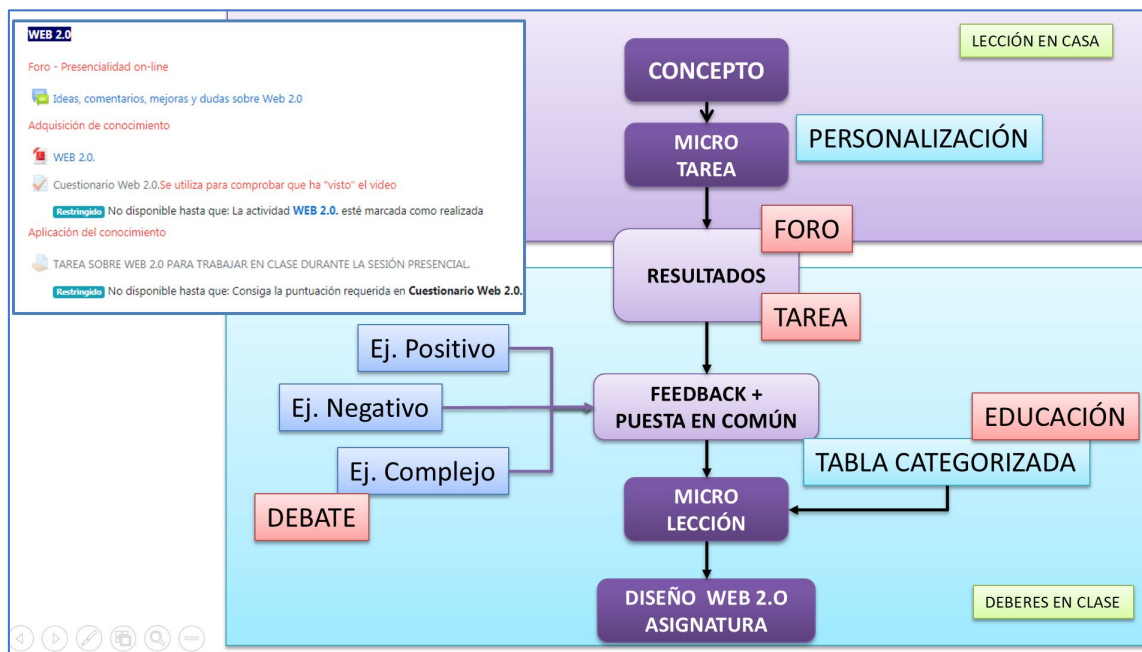 WEB 2.0
Foro - Presencialidad on-line
Ideas, comentarios, mejoras y dudas sobre Web 2.0
Adquisición de conocimiento
WEB 2.0.
Cuestionario Web 2.0.Se utiliza para comprobar que ha "visto" el video
Restringido No disponible hasta que: La actividad WEB 2.0. esté marcada como realizada
Aplicación del conocimiento
TAREA SOBRE WEB 2.0 PARA TRABAJAR EN CLASE DURANTE LA SESIÓN PRESENCIAL.
Restringido No disponible hasta que: Consiga la puntuación requerida en Cuestionario Web 2.0.
LECCIÓN EN CASA
CONCEPTO
MICRO
TAREA
PERSONALIZACIÓN
FORO
RESULTADOS
TAREA
Ej. Positivo
Ej. Negativo
Ej. Complejo
DEBATE
FEEDBACK +
PUESTA EN COMÚN
EDUCACIÓN
TABLA CATEGORIZADA
MICRO
LECCIÓN
DISEÑO WEB 2.O
ASIGNATURA
DEBERES EN CLASE